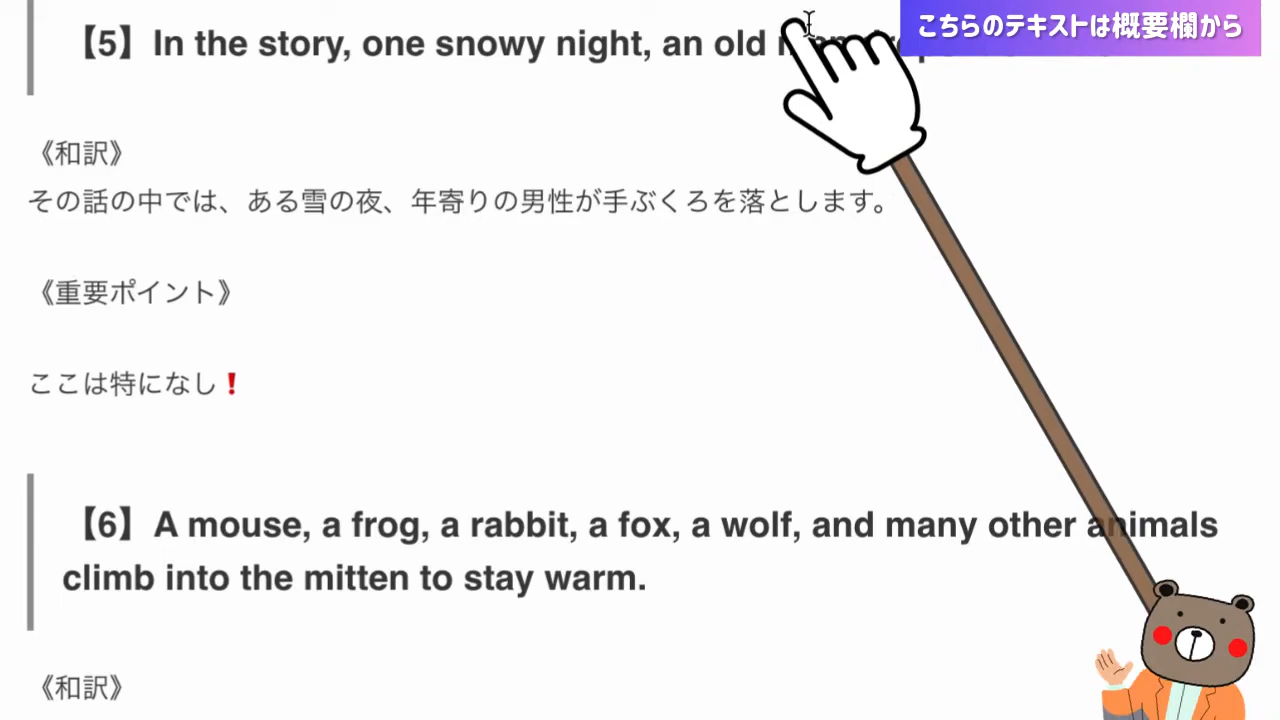 こちらのテキストは概要欄から
【5】In the story, one snowy night, an old
《和訳》
その話の中では、ある雪の夜、年寄りの男性が手ぶくろを落とします。
《重要ポイント》
ここは特になし❗
【6】A mouse, a frog, a rabbit, a fox, a wolf, and many other animals
climb into the mitten to stay warm.
《和訳》